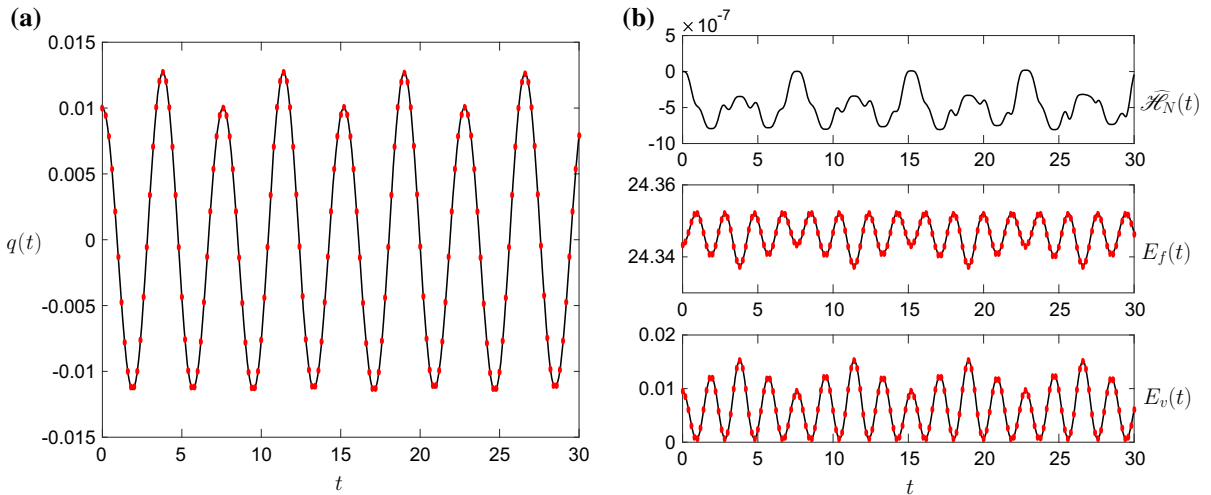 (a)
0.015
0.01
0.005
0
-0.005
-0.01
-0.015
q(t)
0 5 10 15 20 25 30
t
(b)
5 × 10⁻⁷
0
-5
-10
0 5 10 15 20 25 30
\widehat{ℋ}_N(t)
24.36
24.34
0 5 10 15 20 25 30
E_f(t)
0.02
0.01
0
0 5 10 15 20 25 30
E_v(t)
t